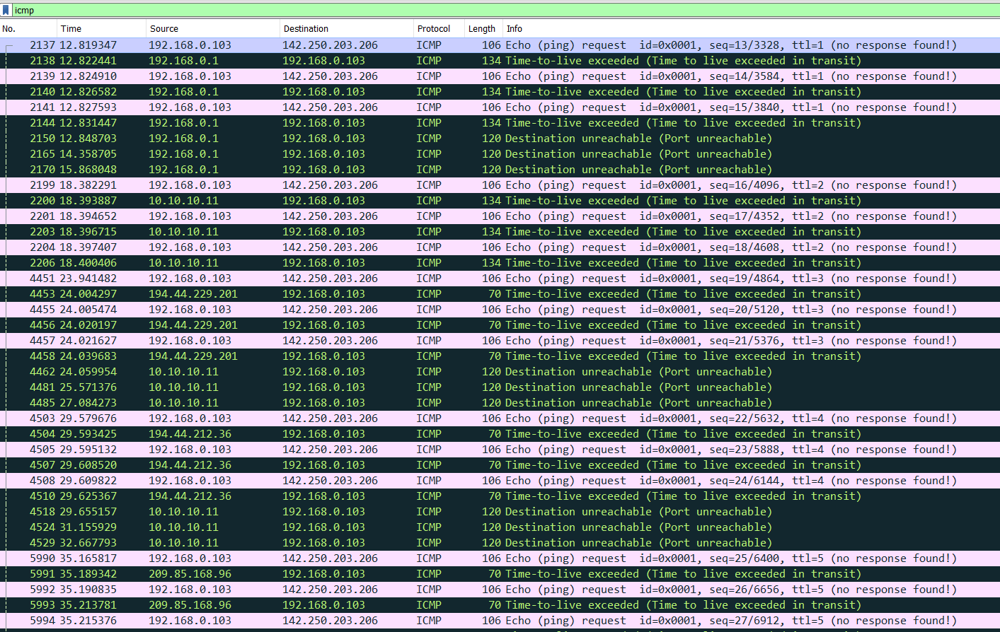 icmp
No. Time Source Destination Protocol Length Info
2137 12.819347 192.168.0.103 142.250.203.206 ICMP 106 Echo (ping) request id=0x0001, seq=13/3328, ttl=1 (no response found!)
2138 12.822441 192.168.0.1 192.168.0.103 ICMP 134 Time-to-live exceeded (Time to live exceeded in transit)
2139 12.824910 192.168.0.103 142.250.203.206 ICMP 106 Echo (ping) request id=0x0001, seq=14/3584, ttl=1 (no response found!)
2140 12.826582 192.168.0.1 192.168.0.103 ICMP 134 Time-to-live exceeded (Time to live exceeded in transit)
2141 12.827593 192.168.0.103 142.250.203.206 ICMP 106 Echo (ping) request id=0x0001, seq=15/3840, ttl=1 (no response found!)
2144 12.831447 192.168.0.1 192.168.0.103 ICMP 134 Time-to-live exceeded (Time to live exceeded in transit)
2150 12.848703 192.168.0.1 192.168.0.103 ICMP 120 Destination unreachable (Port unreachable)
2165 14.358705 192.168.0.1 192.168.0.103 ICMP 120 Destination unreachable (Port unreachable)
2170 15.868048 192.168.0.1 192.168.0.103 ICMP 120 Destination unreachable (Port unreachable)
2199 18.382291 192.168.0.103 142.250.203.206 ICMP 106 Echo (ping) request id=0x0001, seq=16/4096, ttl=2 (no response found!)
2200 18.393887 10.10.10.11 192.168.0.103 ICMP 134 Time-to-live exceeded (Time to live exceeded in transit)
2201 18.394652 192.168.0.103 142.250.203.206 ICMP 106 Echo (ping) request id=0x0001, seq=17/4352, ttl=2 (no response found!)
2203 18.396715 10.10.10.11 192.168.0.103 ICMP 134 Time-to-live exceeded (Time to live exceeded in transit)
2204 18.397407 192.168.0.103 142.250.203.206 ICMP 106 Echo (ping) request id=0x0001, seq=18/4608, ttl=2 (no response found!)
2206 18.400406 10.10.10.11 192.168.0.103 ICMP 134 Time-to-live exceeded (Time to live exceeded in transit)
4451 23.941482 192.168.0.103 142.250.203.206 ICMP 106 Echo (ping) request id=0x0001, seq=19/4864, ttl=3 (no response found!)
4453 24.004297 194.44.229.201 192.168.0.103 ICMP 70 Time-to-live exceeded (Time to live exceeded in transit)
4455 24.005474 192.168.0.103 142.250.203.206 ICMP 106 Echo (ping) request id=0x0001, seq=20/5120, ttl=3 (no response found!)
4456 24.020197 194.44.229.201 192.168.0.103 ICMP 70 Time-to-live exceeded (Time to live exceeded in transit)
4457 24.021627 192.168.0.103 142.250.203.206 ICMP 106 Echo (ping) request id=0x0001, seq=21/5376, ttl=3 (no response found!)
4458 24.039683 194.44.229.201 192.168.0.103 ICMP 70 Time-to-live exceeded (Time to live exceeded in transit)
4462 24.059954 10.10.10.11 192.168.0.103 ICMP 120 Destination unreachable (Port unreachable)
4481 25.571376 10.10.10.11 192.168.0.103 ICMP 120 Destination unreachable (Port unreachable)
4485 27.084273 10.10.10.11 192.168.0.103 ICMP 120 Destination unreachable (Port unreachable)
4503 29.579676 192.168.0.103 142.250.203.206 ICMP 106 Echo (ping) request id=0x0001, seq=22/5632, ttl=4 (no response found!)
4504 29.593425 194.44.212.36 192.168.0.103 ICMP 70 Time-to-live exceeded (Time to live exceeded in transit)
4505 29.595132 192.168.0.103 142.250.203.206 ICMP 106 Echo (ping) request id=0x0001, seq=23/5888, ttl=4 (no response found!)
4507 29.608520 194.44.212.36 192.168.0.103 ICMP 70 Time-to-live exceeded (Time to live exceeded in transit)
4508 29.609822 192.168.0.103 142.250.203.206 ICMP 106 Echo (ping) request id=0x0001, seq=24/6144, ttl=4 (no response found!)
4510 29.625367 194.44.212.36 192.168.0.103 ICMP 70 Time-to-live exceeded (Time to live exceeded in transit)
4518 29.655157 10.10.10.11 192.168.0.103 ICMP 120 Destination unreachable (Port unreachable)
4524 31.155929 10.10.10.11 192.168.0.103 ICMP 120 Destination unreachable (Port unreachable)
4529 32.667793 10.10.10.11 192.168.0.103 ICMP 120 Destination unreachable (Port unreachable)
5990 35.165817 192.168.0.103 142.250.203.206 ICMP 106 Echo (ping) request id=0x0001, seq=25/6400, ttl=5 (no response found!)
5991 35.189342 209.85.168.96 192.168.0.103 ICMP 70 Time-to-live exceeded (Time to live exceeded in transit)
5992 35.190835 192.168.0.103 142.250.203.206 ICMP 106 Echo (ping) request id=0x0001, seq=26/6656, ttl=5 (no response found!)
5993 35.213781 209.85.168.96 192.168.0.103 ICMP 70 Time-to-live exceeded (Time to live exceeded in transit)
5994 35.215376 192.168.0.103 142.250.203.206 ICMP 106 Echo (ping) request id=0x0001, seq=27/6912, ttl=5 (no response found!)